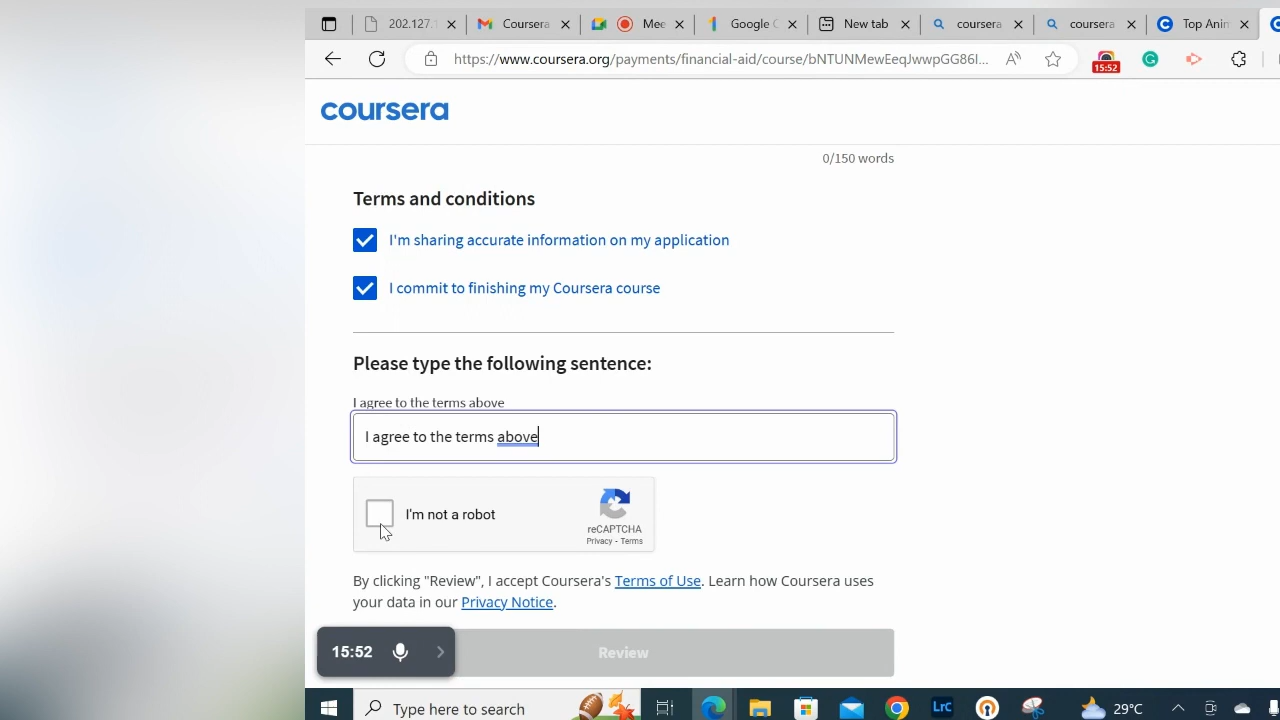 202.127.1
Coursera
Mee
Google C
New tab
coursera
coursera
Top Anir
https://www.coursera.org/payments/financial-aid/course/bNTUNMewEeqJwwpGG86I...
15:52
coursera
0/150 words
Terms and conditions
I'm sharing accurate information on my application
I commit to finishing my Coursera course
Please type the following sentence:
I agree to the terms above
I agree to the terms above
I'm not a robot
reCAPTCHA
Privacy - Terms
By clicking "Review", I accept Coursera's Terms of Use. Learn how Coursera uses
your data in our Privacy Notice.
15:52
Review
Type here to search
LrC
29°C